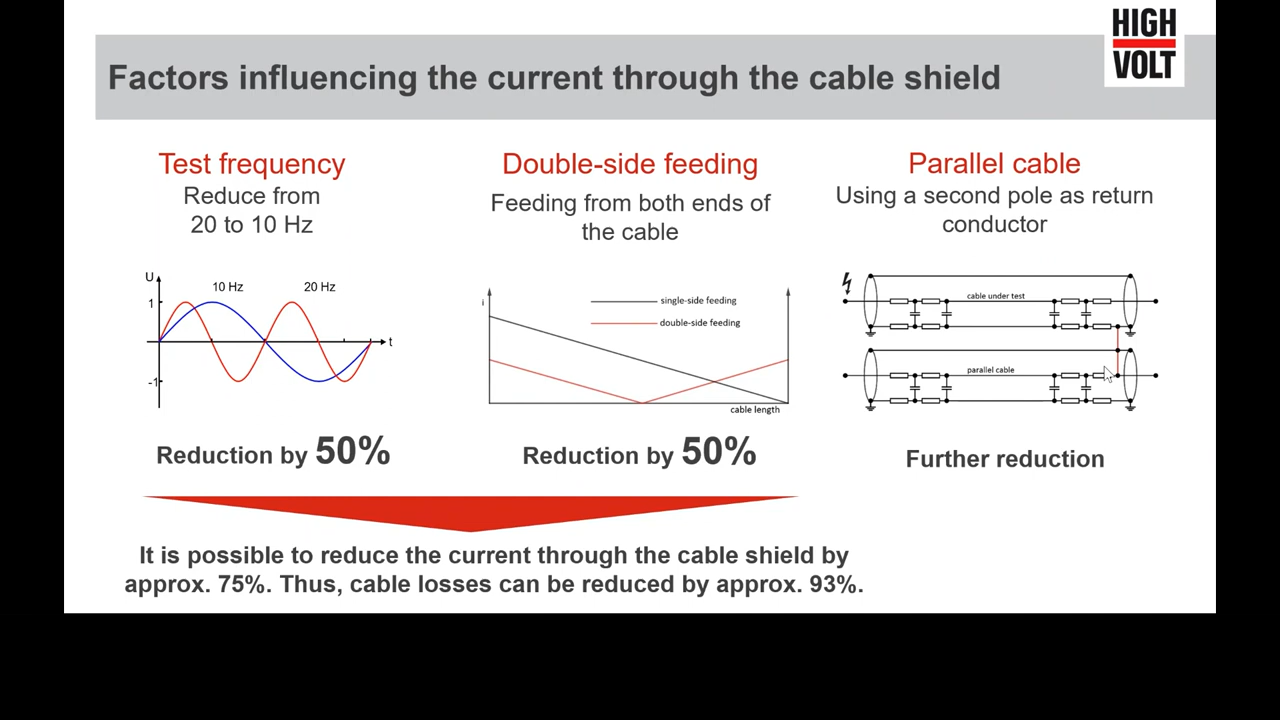 HIGH
VOLT
Factors influencing the current through the cable shield
Test frequency
Reduce from
20 to 10 Hz
U
10 Hz
20 Hz
1
t
-1
Reduction by 50%
Double-side feeding
Feeding from both ends of
the cable
single-side feeding
double-side feeding
cable length
Reduction by 50%
Parallel cable
Using a second pole as return
conductor
cable under test
parallel cable
Further reduction
It is possible to reduce the current through the cable shield by
approx. 75%. Thus, cable losses can be reduced by approx. 93%.